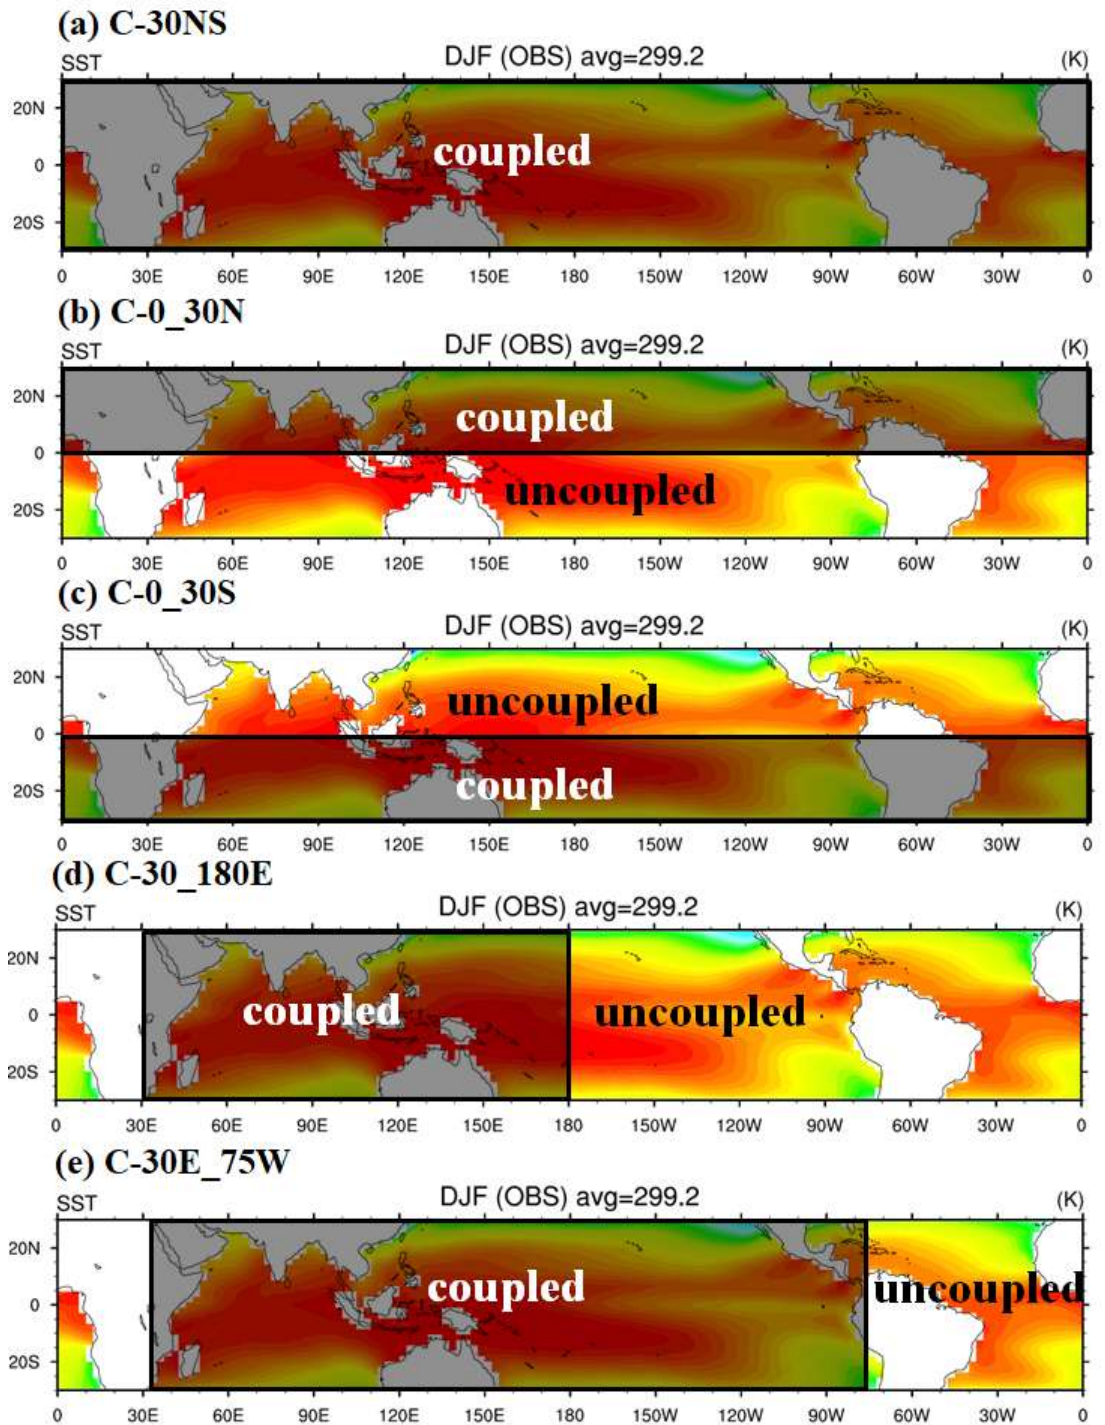 (a) C-30NS
SST DJF (OBS) avg=299.2 (K)
20N
coupled
0
20S
0 30E 60E 90E 120E 150E 180 150W 120W 90W 60W 30W 0
(b) C-0_30N
SST DJF (OBS) avg=299.2 (K)
20N
coupled
0
uncoupled
20S
0 30E 60E 90E 120E 150E 180 150W 120W 90W 60W 30W 0
(c) C-0_30S
SST DJF (OBS) avg=299.2 (K)
20N
uncoupled
0
coupled
20S
0 30E 60E 90E 120E 150E 180 150W 120W 90W 60W 30W 0
(d) C-30_180E
SST DJF (OBS) avg=299.2 (K)
20N
0 coupled uncoupled
20S
0 30E 60E 90E 120E 150E 180 150W 120W 90W 60W 30W 0
(e) C-30E_75W
SST DJF (OBS) avg=299.2 (K)
20N
coupled uncoupled
0
20S
0 30E 60E 90E 120E 150E 180 150W 120W 90W 60W 30W 0